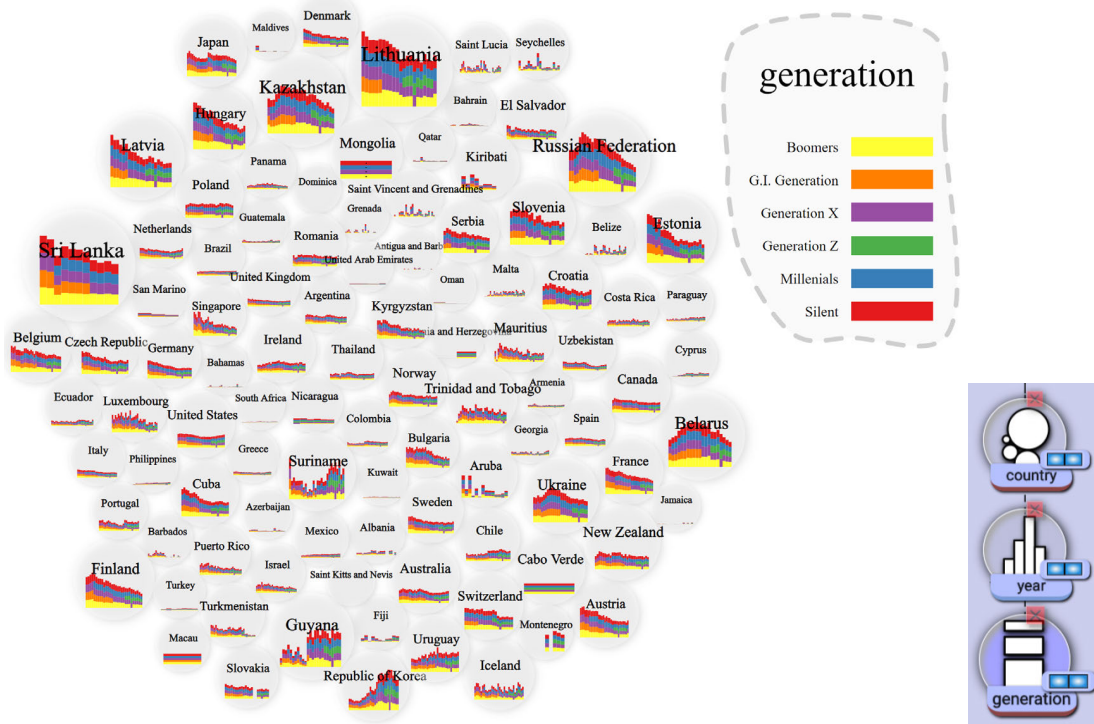 Denmark
Maldives
Japan
Lithuania
Saint Lucia
Seychelles
Kazakhstan
Hungary
Bahrain
El Salvador
Latvia
Mongolia
Qatar
Russian Federation
Panama
Kiribati
Poland
Dominica
Saint Vincent and Grenadines
Guatemala
Grenada
Serbia
Slovenia
Belize
Estonia
Netherlands
Romania
Antigua and Barb
Sri Lanka
Brazil
United Arab Emirates
Oman
Malta
Croatia
San Marino
United Kingdom
Argentina
Costa Rica
Paraguay
Singapore
Kyrgyzstan
nia and Herzegovina
Mauritius
Belgium
Czech Republic
Germany
Ireland
Thailand
Uzbekistan
Cyprus
Bahamas
Norway
Trinidad and Tobago
Armenia
Canada
Ecuador
Luxembourg
South Africa
Nicaragua
United States
Colombia
Georgia
Spain
Belarus
Italy
Philippines
Greece
Suriname
Bulgaria
Kuwait
Aruba
France
Cuba
Ukraine
Jamaica
Portugal
Azerbaijan
Sweden
Barbados
Mexico
Albania
Chile
New Zealand
Puerto Rico
Israel
Saint Kitts and Nevis
Cabo Verde
Finland
Turkey
Australia
Switzerland
Turkmenistan
Guyana
Fiji
Montenegro
Austria
Macau
Uruguay
Slovakia
Republic of Korea
Iceland
generation
Boomers
G.I. Generation
Generation X
Generation Z
Millenials
Silent
country
year
generation